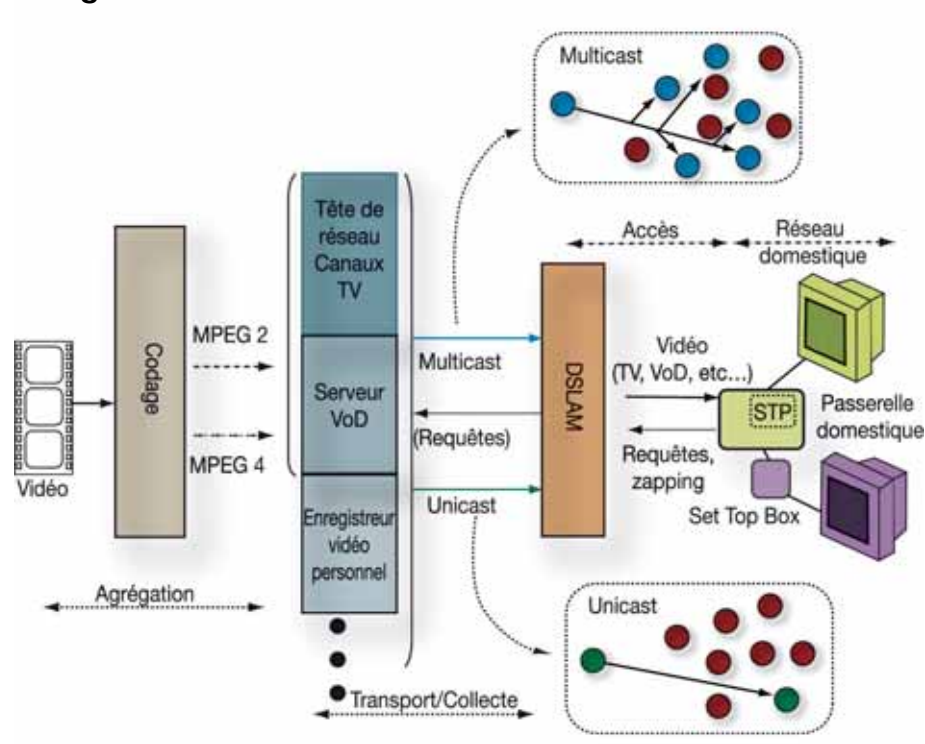 Multicast
Tête de
réseau
Canaux
TV
Accès
Réseau
domestique
MPEG 2
Codage
Multicast
DSLAM
Vidéo
(TV, VoD, etc...)
Serveur
VoD
STP
Passerelle
domestique
(Requêtes)
MPEG 4
Requêtes,
zapping
Vidéo
Unicast
Set Top Box
Enregistreur
vidéo
personnel
Agrégation
Unicast
Transport/Collecte